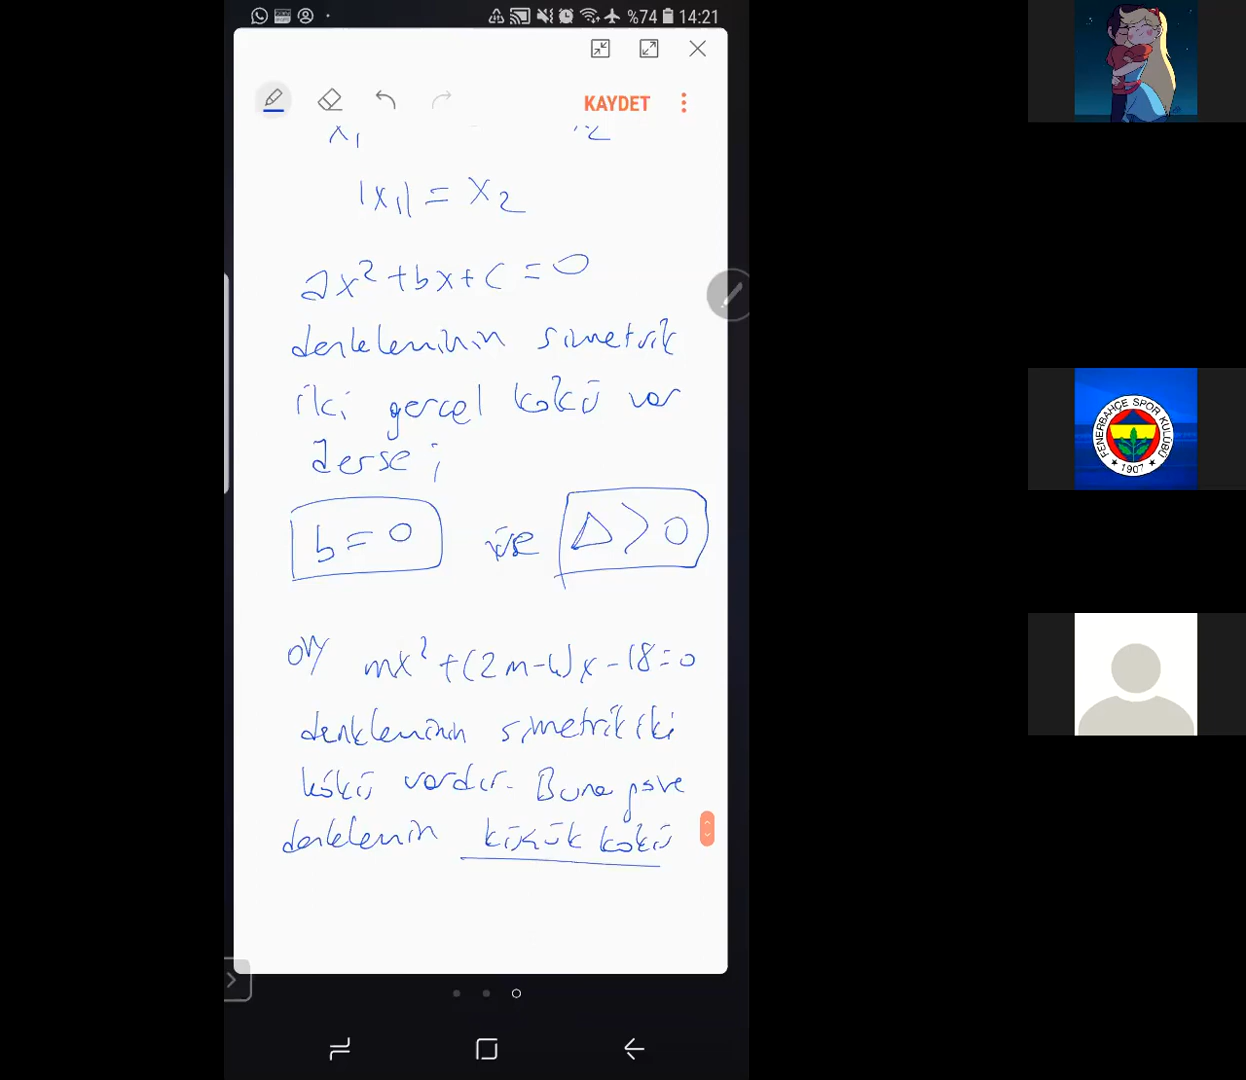 %74 14:21
KAYDET
x1
|x1| = x2
ax² + bx + c = 0
denkleminin simetrik
iki gerçel kökü var
derse ;
b = 0 ve Δ > 0
ör/ mx² + (2m-4)x - 18 = 0
denkleminin simetrik iki
kökü vardır. Buna göre
denklemin küçük kökü
FENERBAHÇE SPOR KULÜBÜ
★ 1907 ★